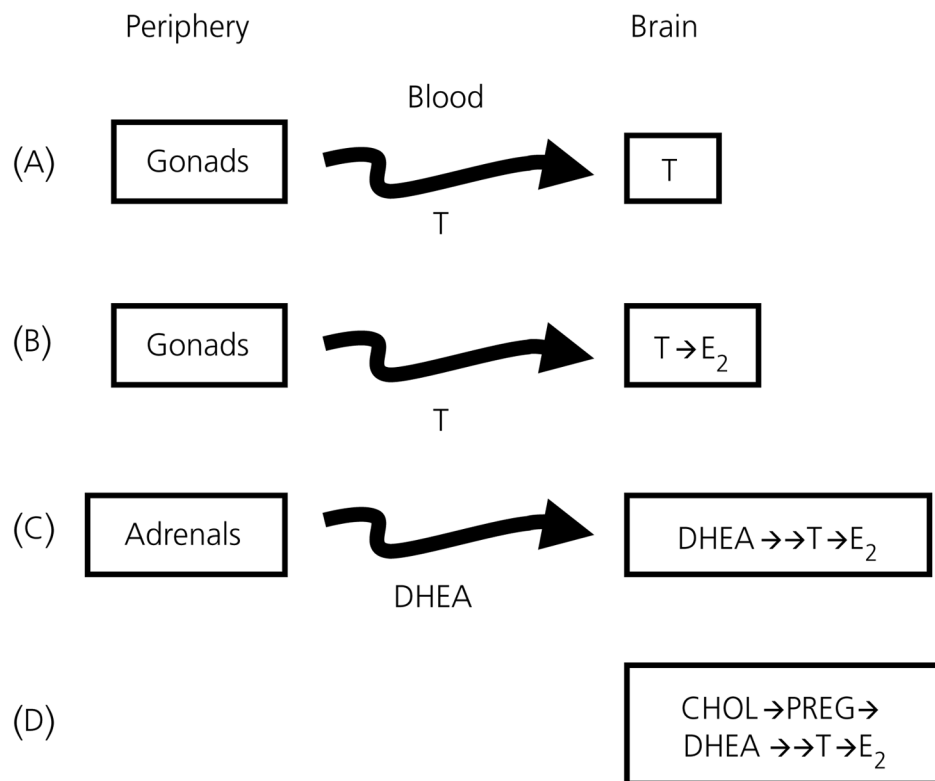 Periphery Brain
Blood
(A) Gonads T
T
(B) Gonads T→E₂
T
(C) Adrenals DHEA→→T→E₂
DHEA
(D) CHOL→PREG→
DHEA→→T→E₂